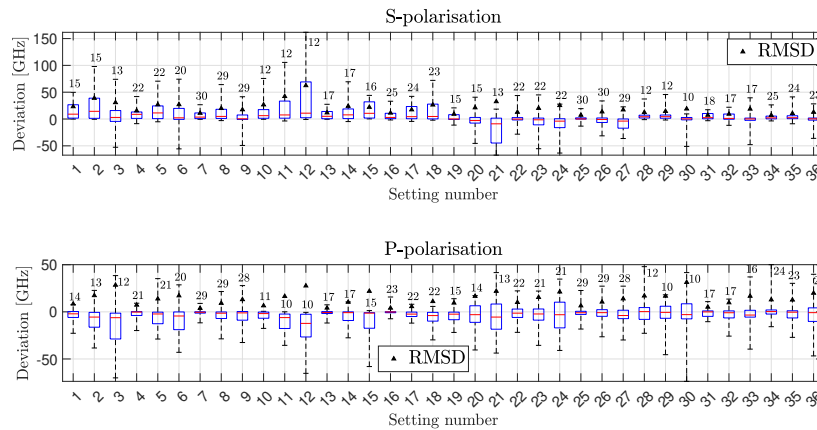 S-polarisation
Deviation [GHz]
150
100
50
0
-50
15 15 13 22 22 20 30 29 29 12 12 12 17 17 16 25 24 23 15 15 13 22 22 22 30 30 29 12 12 10 18 17 17 25 24 23
RMSD
1 2 3 4 5 6 7 8 9 10 11 12 13 14 15 16 17 18 19 20 21 22 23 24 25 26 27 28 29 30 31 32 33 34 35 36
Setting number
P-polarisation
Deviation [GHz]
50
0
-50
14 13 12 21 21 20 29 29 28 11 10 10 17 17 15 23 22 22 15 14 13 22 21 21 29 29 28 12 10 10 17 17 16 24 23
RMSD
1 2 3 4 5 6 7 8 9 10 11 12 13 14 15 16 17 18 19 20 21 22 23 24 25 26 27 28 29 30 31 32 33 34 35 36
Setting number